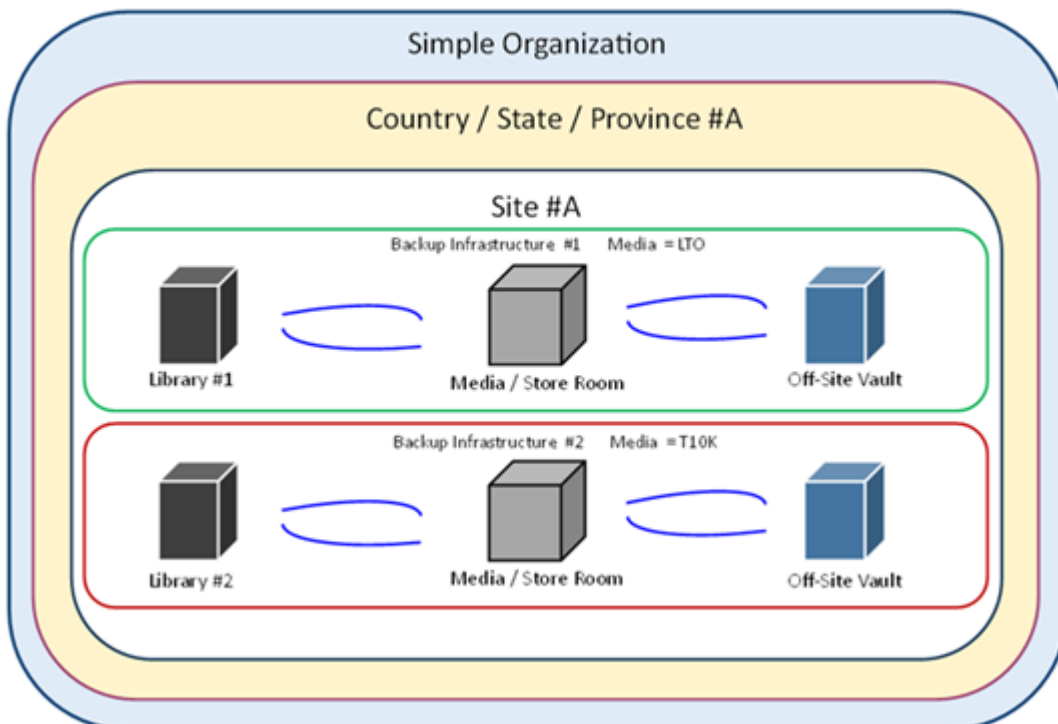 Simple Organization
Country / State / Province #A
Site #A
Backup Infrastructure #1 Media = LTO
Library #1
Media / Store Room
Off-Site Vault
Backup Infrastructure #2 Media = T10K
Library #2
Media / Store Room
Off-Site Vault